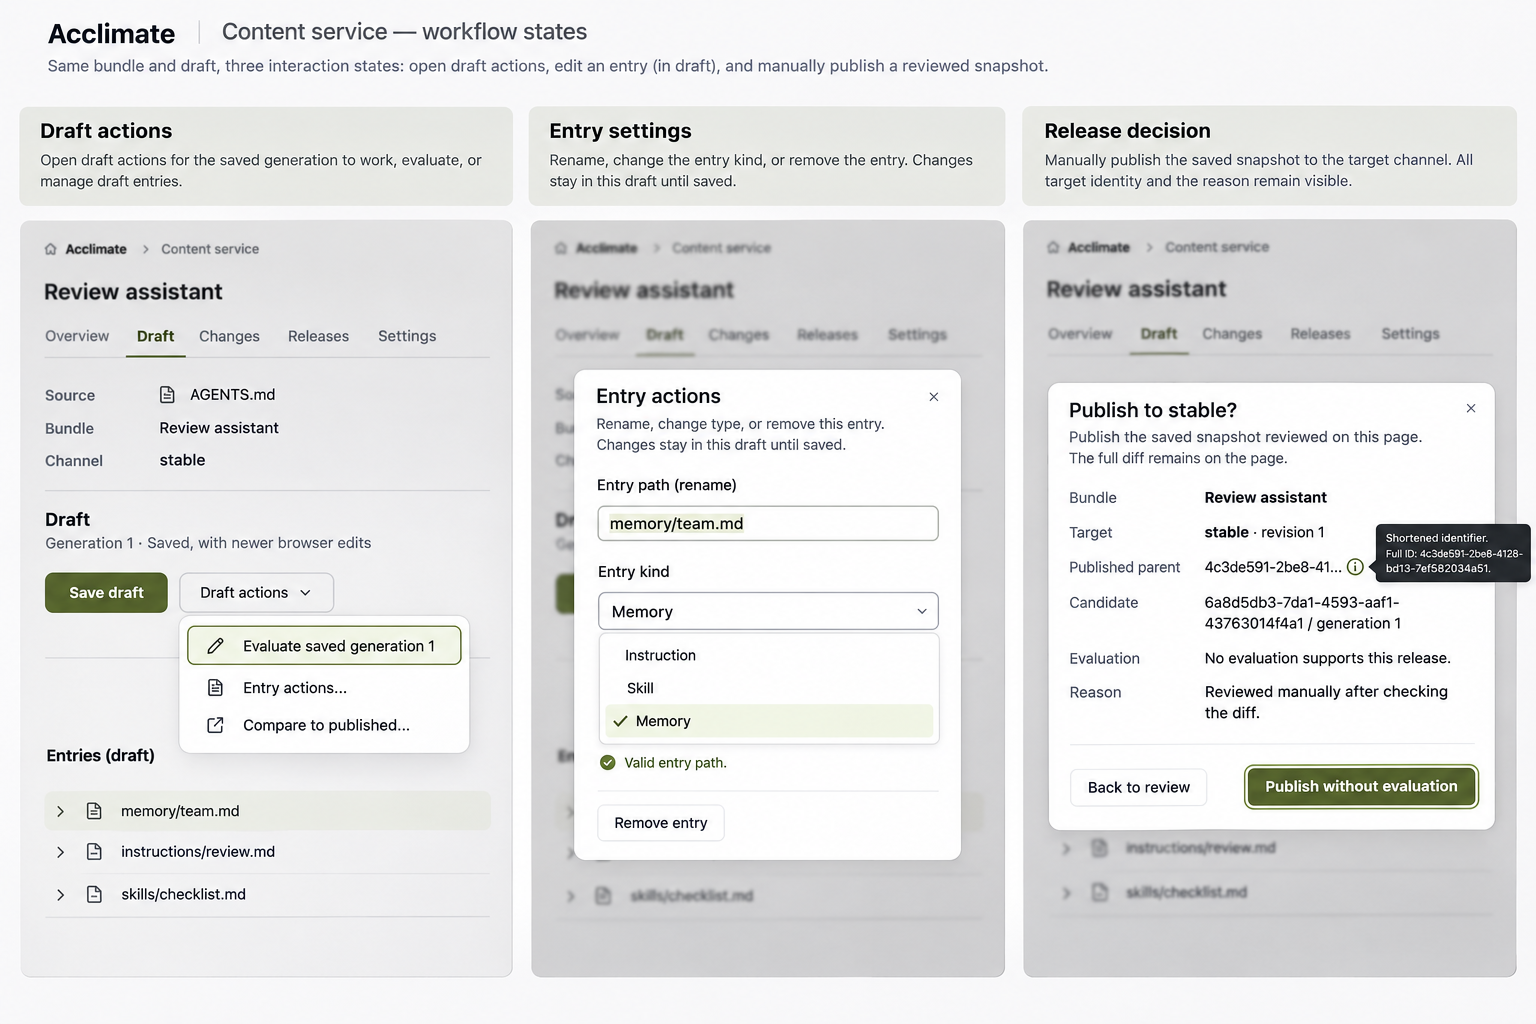 Acclimate
Content service — workflow states
Same bundle and draft, three interaction states: open draft actions, edit an entry (in draft), and manually publish a reviewed snapshot.
Draft actions
Open draft actions for the saved generation to work, evaluate, or
manage draft entries.
Acclimate > Content service
Review assistant
Overview Draft Changes Releases Settings
Source AGENTS.md
Bundle Review assistant
Channel stable
Draft
Generation 1 · Saved, with newer browser edits
Save draft
Draft actions
Evaluate saved generation 1
Entry actions...
Compare to published...
Entries (draft)
memory/team.md
instructions/review.md
skills/checklist.md
Entry settings
Rename, change the entry kind, or remove the entry. Changes
stay in this draft until saved.
Acclimate > Content service
Review assistant
Overview Draft Changes Releases Settings
Entry actions
Rename, change type, or remove this entry.
Changes stay in this draft until saved.
Entry path (rename)
memory/team.md
Entry kind
Memory
Instruction
Skill
Memory
Valid entry path.
Remove entry
skills/checklist.md
Release decision
Manually publish the saved snapshot to the target channel. All
target identity and the reason remain visible.
Acclimate > Content service
Review assistant
Overview Draft Changes Releases Settings
Publish to stable?
Publish the saved snapshot reviewed on this page.
The full diff remains on the page.
Bundle Review assistant
Target stable · revision 1
Published parent 4c3de591-2be8-41...
Shortened identifier.
Full ID: 4c3de591-2be8-4128-
bd13-7ef582034a51.
Candidate 6a8d5db3-7da1-4593-aaf1-
43763014f4a1 / generation 1
Evaluation No evaluation supports this release.
Reason Reviewed manually after checking
the diff.
Back to review
Publish without evaluation
instructions/review.md
skills/checklist.md